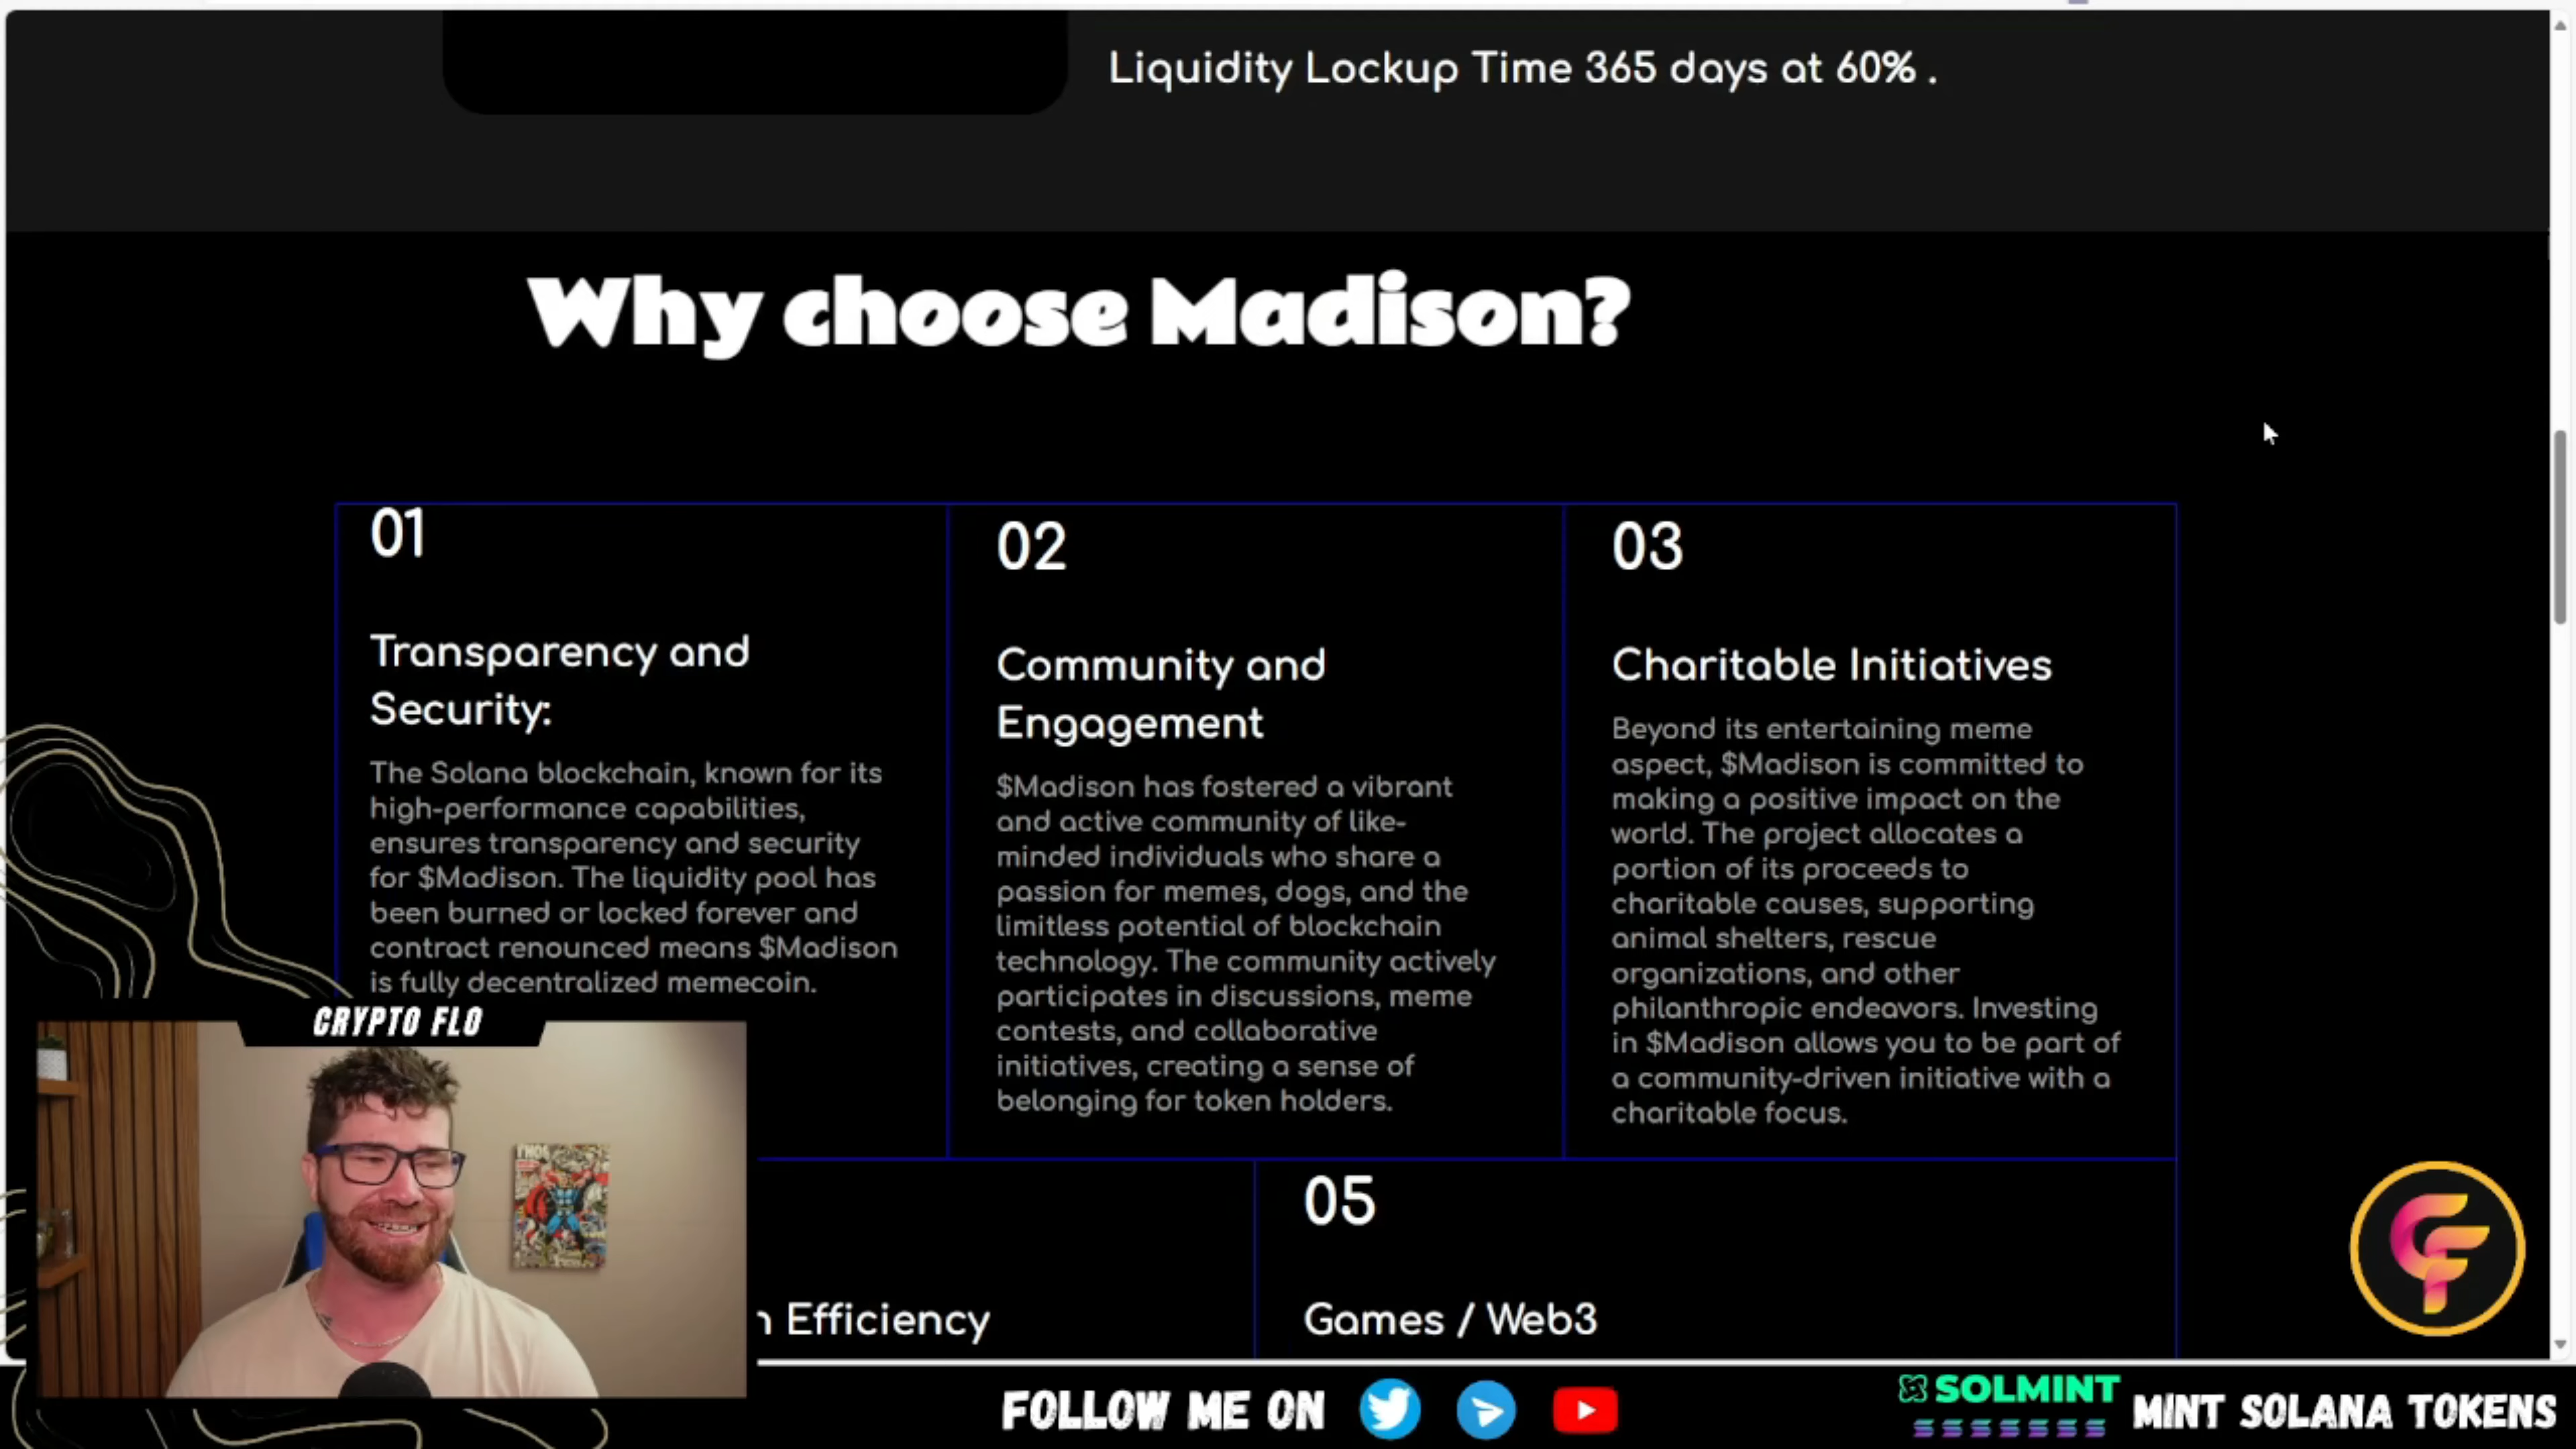 Liquidity Lockup Time 365 days at 60% .
Why choose Madison?
01
Transparency and
Security:
The Solana blockchain, known for its
high-performance capabilities,
ensures transparency and security
for $Madison. The liquidity pool has
been burned or locked forever and
contract renounced means $Madison
is fully decentralized memecoin.
02
Community and
Engagement
$Madison has fostered a vibrant
and active community of like-
minded individuals who share a
passion for memes, dogs, and the
limitless potential of blockchain
technology. The community actively
participates in discussions, meme
contests, and collaborative
initiatives, creating a sense of
belonging for token holders.
03
Charitable Initiatives
Beyond its entertaining meme
aspect, $Madison is committed to
making a positive impact on the
world. The project allocates a
portion of its proceeds to
charitable causes, supporting
animal shelters, rescue
organizations, and other
philanthropic endeavors. Investing
in $Madison allows you to be part of
a community-driven initiative with a
charitable focus.
n Efficiency
05
Games / Web3
CRYPTO FLO
THOR
CF
FOLLOW ME ON
SOLMINT
MINT SOLANA TOKENS